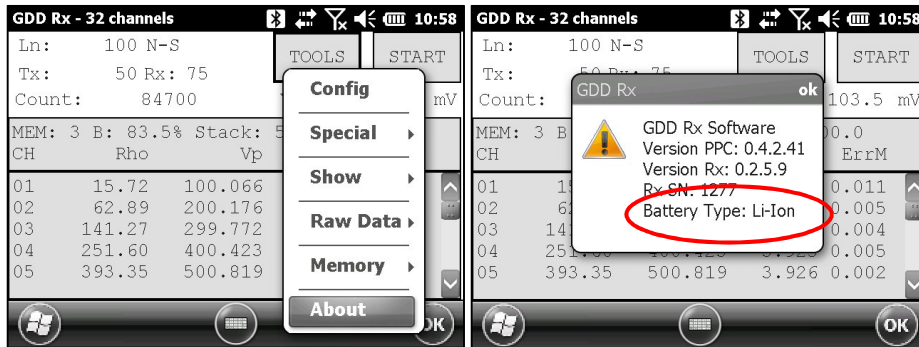 GDD Rx - 32 channels 10:58
Ln: 100 N-S TOOLS START
Tx: 50 Rx: 75
Count: 84700 mV
MEM: 3 B: 83.5% Stack: 5
CH Rho Vp
01 15.72 100.066
02 62.89 200.176
03 141.27 299.772
04 251.60 400.423
05 393.35 500.819
Config
Special
Show
Raw Data
Memory
About
OK
GDD Rx - 32 channels 10:58
Ln: 100 N-S TOOLS START
Tx:
Count: 103.5 mV
MEM: 3 B
CH ErrM
01 0.011
02 0.005
03 0.004
04 0.005
05 393.35 500.819 3.926 0.002
GDD Rx ok
GDD Rx Software
Version PPC: 0.4.2.41
Version Rx: 0.2.5.9
Rx SN: 1277
Battery Type: Li-Ion
OK